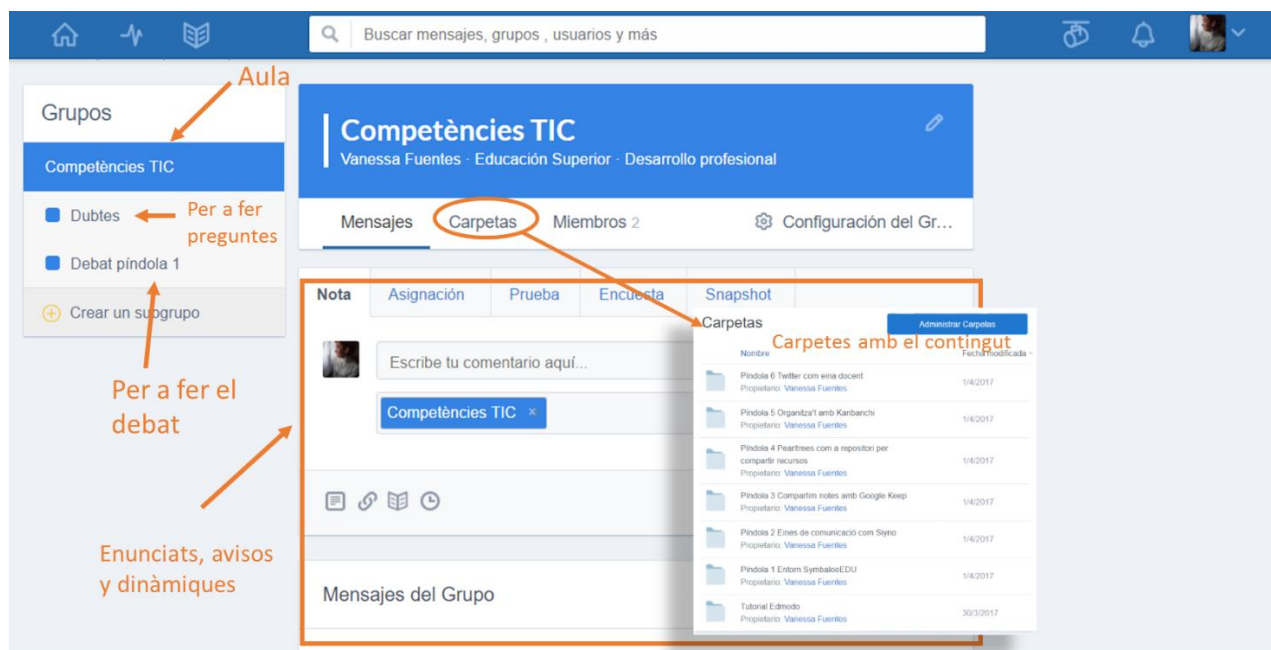 Buscar mensajes, grupos , usuarios y más
Aula
Grupos
Competències TIC
Dubtes
Per a fer
preguntes
Debat píndola 1
Crear un subgrupo
Per a fer el
debat
Enunciats, avisos
y dinàmiques
Competències TIC
Vanessa Fuentes · Educación Superior · Desarrollo profesional
Mensajes Carpetas Miembros 2 Configuración del Gr...
Nota Asignación Prueba Encuesta Snapshot
Escribe tu comentario aquí...
Competències TIC ×
Mensajes del Grupo
Carpetas Administrar Carpetas
Carpetes amb el contingut
Nombre Fecha modificada
Píndola 6 Twitter com eina docent
Propietario: Vanessa Fuentes 1/4/2017
Píndola 5 Organitza't amb Kanbanchi
Propietario: Vanessa Fuentes 1/4/2017
Píndola 4 Pearltrees com a repositori per
compartir recursos
Propietario: Vanessa Fuentes 1/4/2017
Píndola 3 Compartim notes amb Google Keep
Propietario: Vanessa Fuentes 1/4/2017
Píndola 2 Eines de comunicació com Siyno
Propietario: Vanessa Fuentes 1/4/2017
Píndola 1 Entorn SymbalooEDU
Propietario: Vanessa Fuentes 1/4/2017
Tutorial Edmodo
Propietario: Vanessa Fuentes 30/3/2017